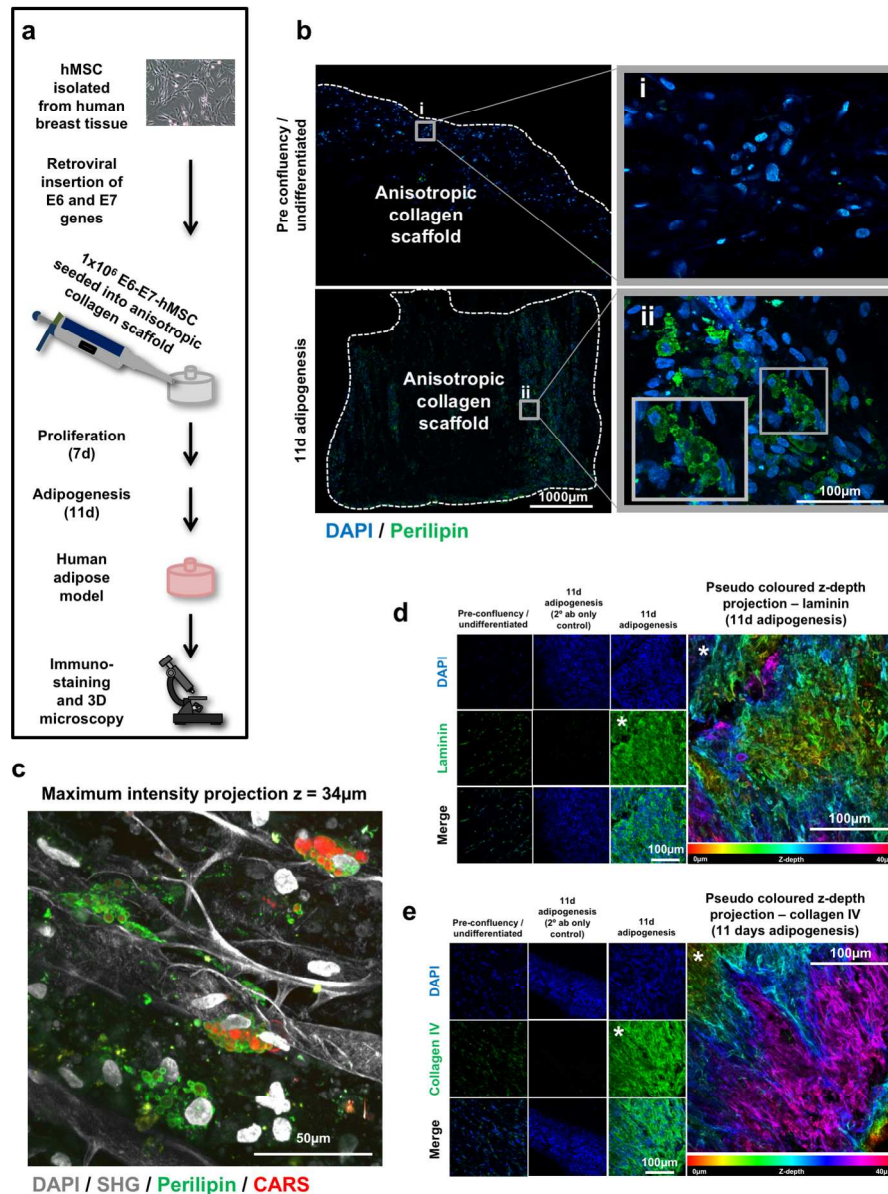 a
hMSC
isolated
from human
breast tissue
Retroviral
insertion of
E6 and E7
genes
1x10⁶ E6-E7-hMSC
seeded into anisotropic
collagen scaffold
Proliferation
(7d)
Adipogenesis
(11d)
Human
adipose
model
Immuno-
staining
and 3D
microscopy
b
Pre confluency /
undifferentiated
i
Anisotropic
collagen
scaffold
i
11d adipogenesis
Anisotropic
collagen
scaffold
ii
1000µm
ii
100µm
DAPI / Perilipin
c
Maximum intensity projection z = 34µm
50µm
DAPI / SHG / Perilipin / CARS
d
Pre-confluency /
undifferentiated
11d
adipogenesis
(2º ab only
control)
11d
adipogenesis
Pseudo coloured z-depth
projection – laminin
(11d adipogenesis)
DAPI
Laminin
Merge
*
100µm
*
100µm
0µm
Z-depth
40µ
e
Pre-confluency /
undifferentiated
11d
adipogenesis
(2º ab only
control)
11d
adipogenesis
Pseudo coloured z-depth
projection – collagen IV
(11 days adipogenesis)
DAPI
Collagen IV
Merge
*
100µm
*
100µm
0µm
Z-depth
40µ